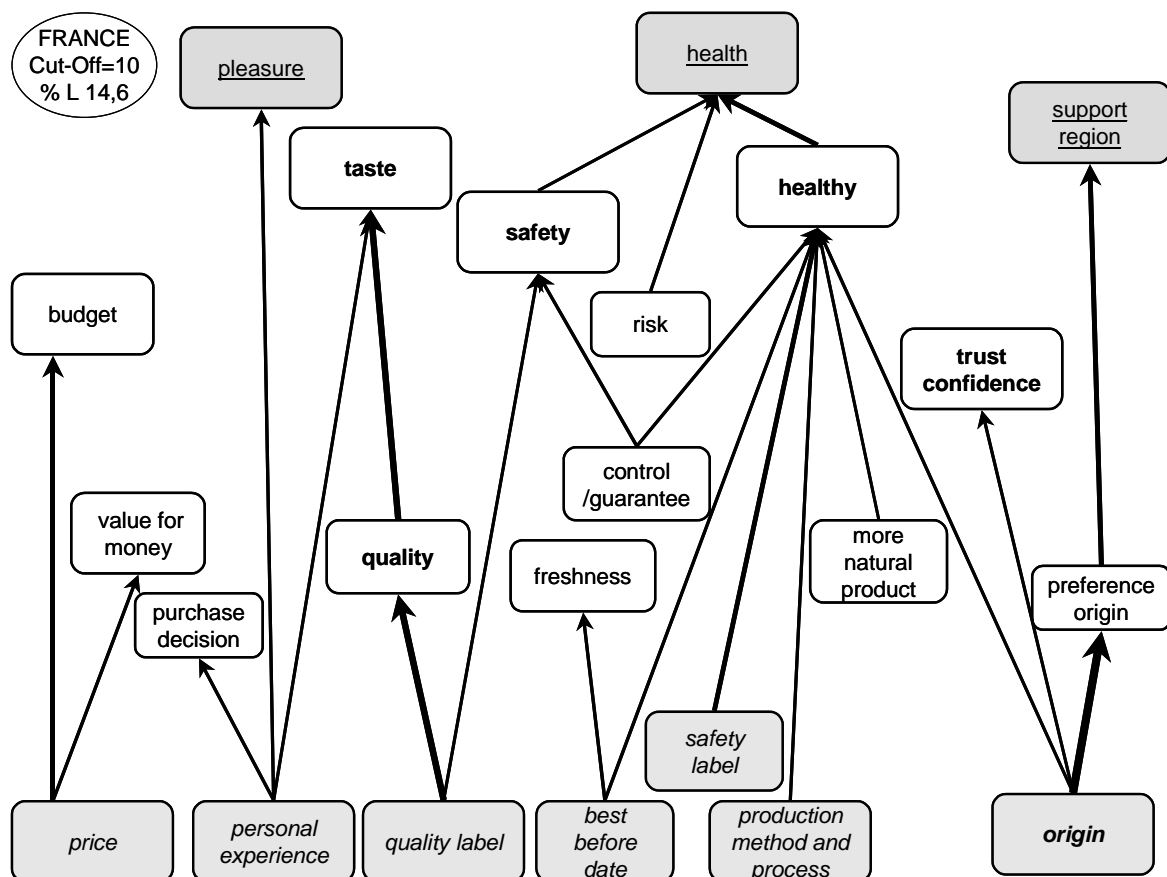 FRANCE
Cut-Off=10
% L 14,6
pleasure
health
support
region
taste
healthy
safety
budget
risk
trust
confidence
control
/guarantee
value for
money
quality
freshness
more
natural
product
preference
origin
purchase
decision
safety
label
price
personal
experience
quality label
best
before
date
production
method and
process
origin